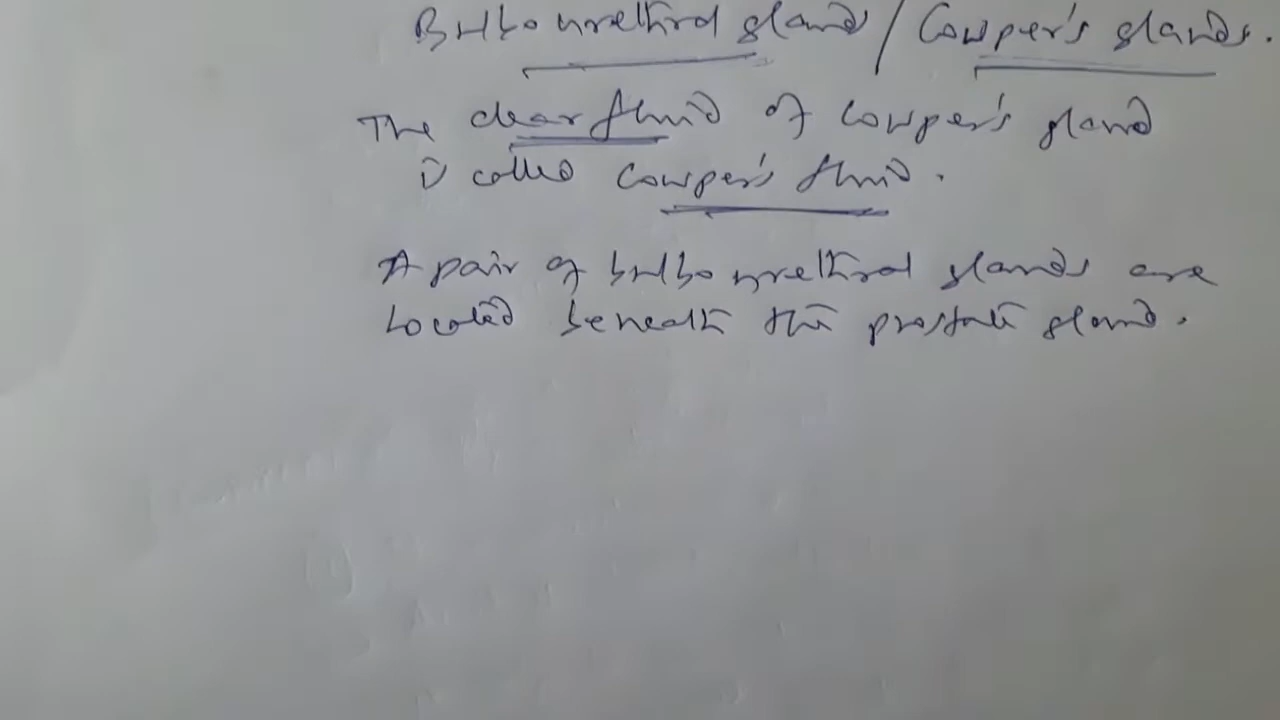 Bulbourethral glands / Cowper's glands.
The clear fluid of Cowper's gland
is called Cowper's fluid.
A pair of bulbourethral glands are
located beneath the prostate gland.